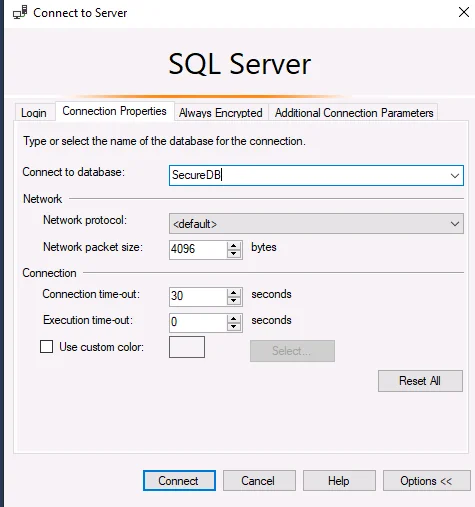 Connect to Server
SQL Server
Login Connection Properties Always Encrypted Additional Connection Parameters
Type or select the name of the database for the connection.
Connect to database: SecureDB
Network
Network protocol: <default>
Network packet size: 4096 bytes
Connection
Connection time-out: 30 seconds
Execution time-out: 0 seconds
Use custom color: Select...
Reset All
Connect Cancel Help Options <<